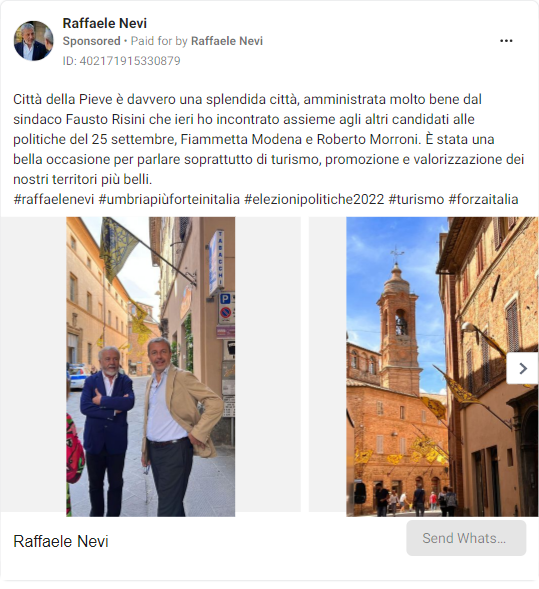 Raffaele Nevi
Sponsored • Paid for by Raffaele Nevi
ID: 402171915330879
Città della Pieve è davvero una splendida città, amministrata molto bene dal
sindaco Fausto Risini che ieri ho incontrato assieme agli altri candidati alle
politiche del 25 settembre, Fiammetta Modena e Roberto Morroni. È stata una
bella occasione per parlare soprattutto di turismo, promozione e valorizzazione dei
nostri territori più belli.
#raffaelenevi #umbriapiùforteinitalia #elezionipolitiche2022 #turismo #forzaitalia
TABACCHI
P
Raffaele Nevi
Send Whats...